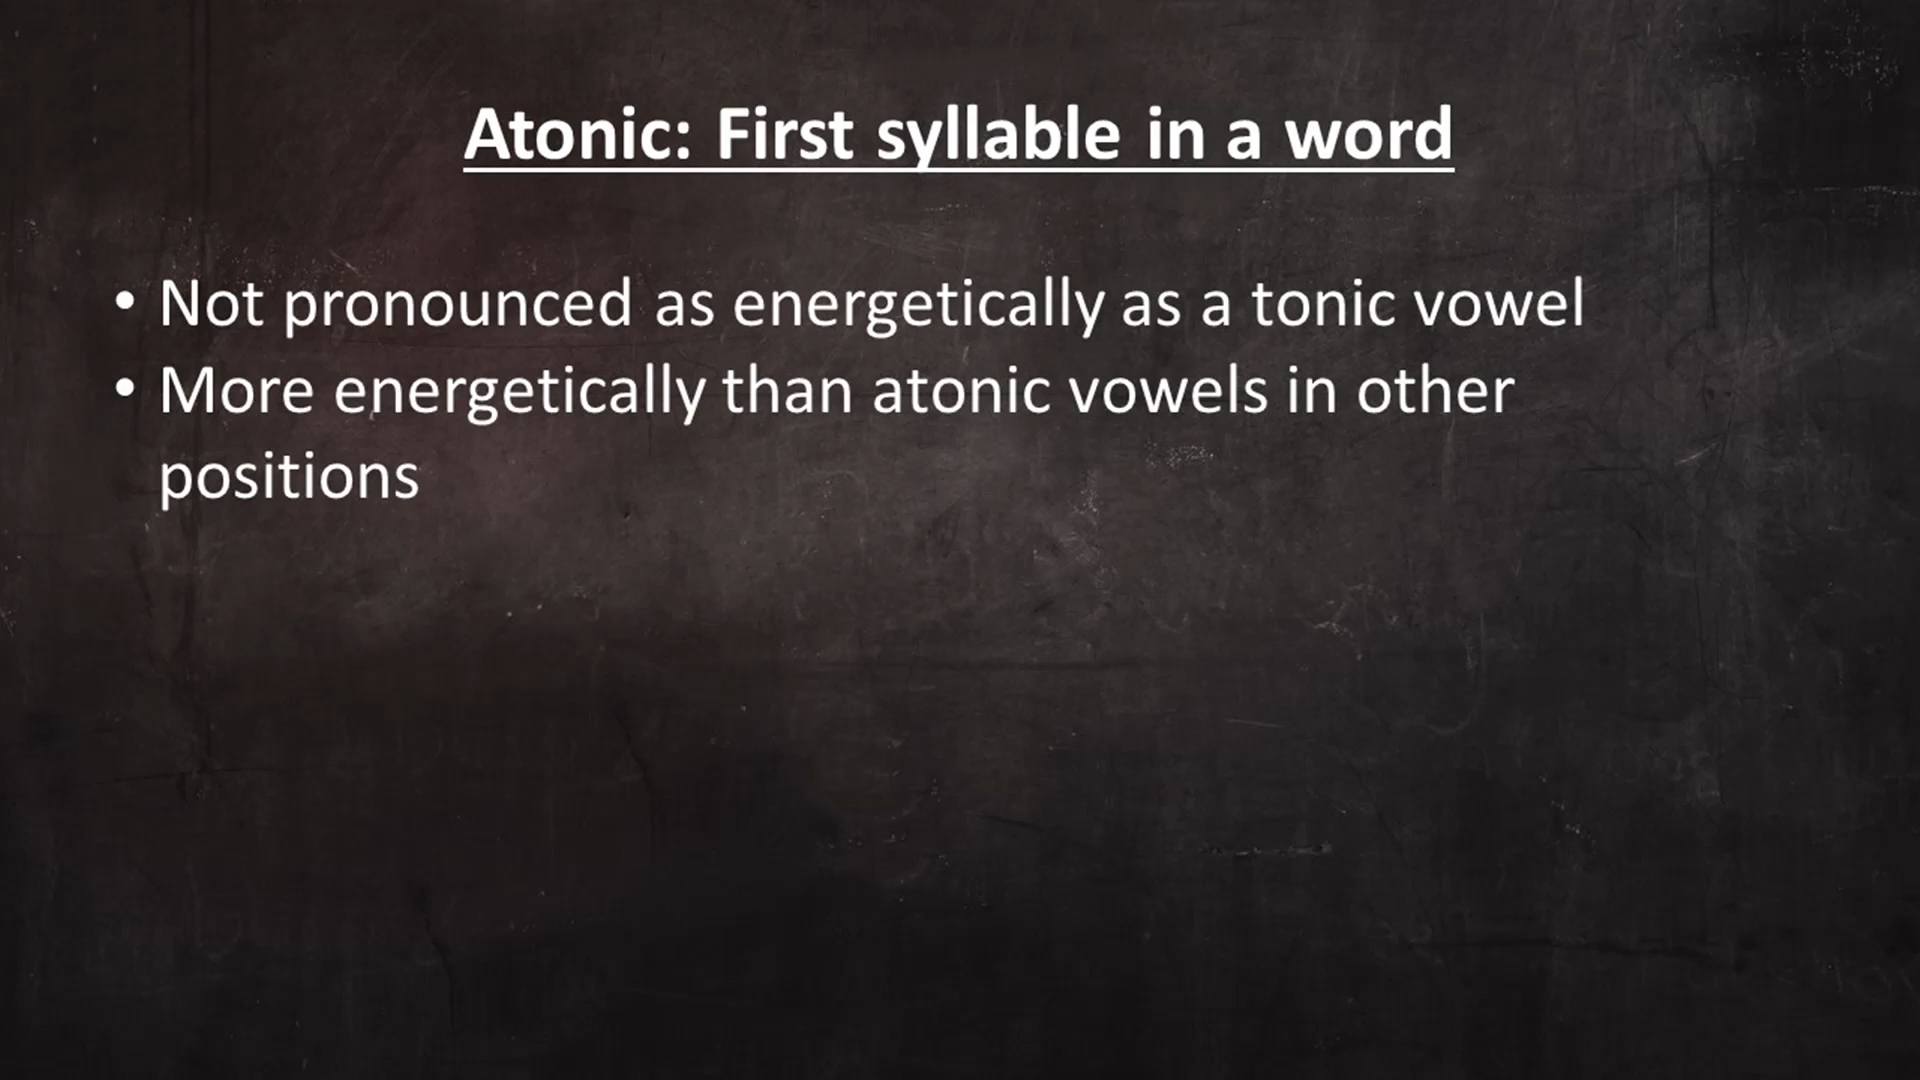 Atonic: First syllable in a word
• Not pronounced as energetically as a tonic vowel
• More energetically than atonic vowels in other
positions